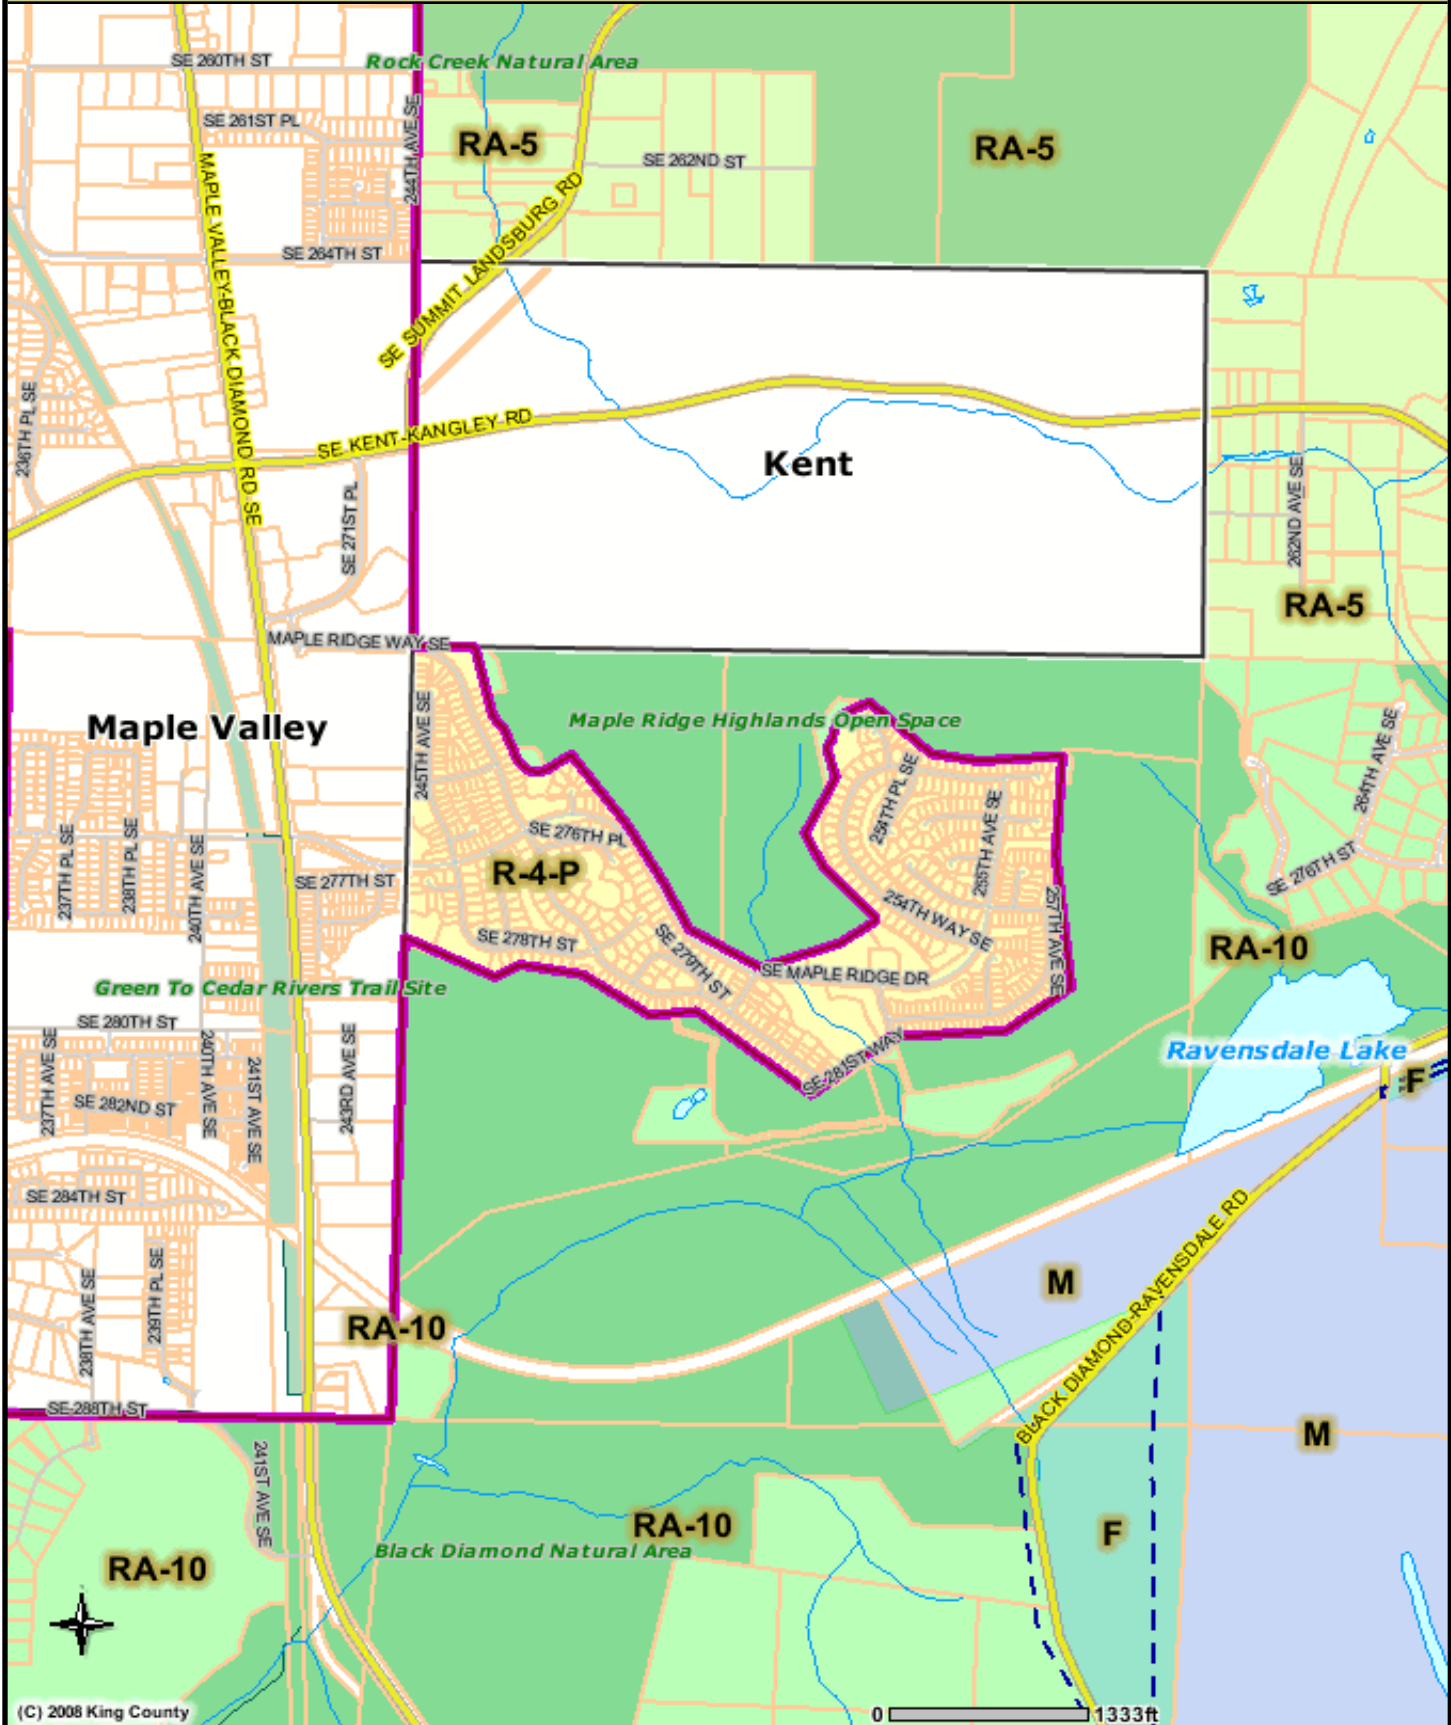 SE 260TH ST
Rock Creek Natural Area
SE 261ST PL
244TH AVE SE
RA-5
RA-5
SE 262ND ST
MAPLE VALLEY-BLACK DIAMOND RD SE
SE SUMMIT LANDSBURG RD
SE 264TH ST
236TH PL SE
SE KENT-KANGLEY RD
Kent
SE 271ST PL
262ND AVE SE
RA-5
MAPLE RIDGE WAY SE
Maple Valley
245TH AVE SE
Maple Ridge Highlands Open Space
254TH PL SE
264TH AVE SE
SE 276TH PL
255TH AVE SE
237TH PL SE
238TH PL SE
240TH AVE SE
SE 277TH ST
R-4-P
SE 276TH ST
254TH WAY SE
257TH AVE SE
SE 278TH ST
SE 279TH ST
RA-10
SE MAPLE RIDGE DR
Green To Cedar Rivers Trail Site
SE 280TH ST
237TH AVE SE
240TH AVE SE
241ST AVE SE
243RD AVE SE
SE 281ST WAY
Ravensdale Lake
F
SE 282ND ST
SE 284TH ST
238TH AVE SE
239TH PL SE
RA-10
M
BLACK DIAMOND-RAVENSDALE RD
SE 288TH ST
241ST AVE SE
M
RA-10
F
Black Diamond Natural Area
RA-10
(C) 2008 King County
0 1333ft